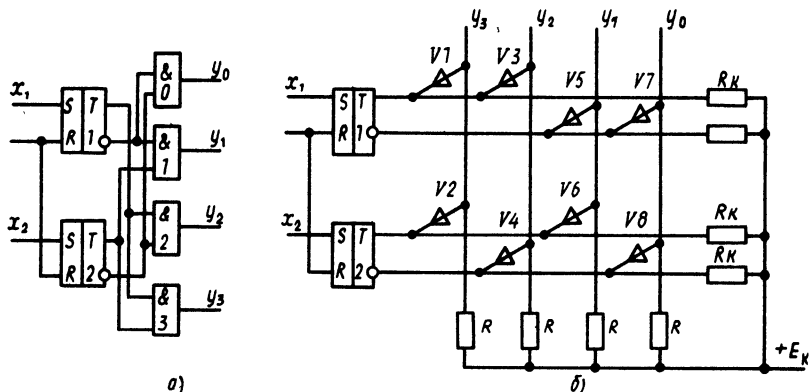 x₁
S T
R 1
x₂
S T
R 2
&
0
y₀
&
1
y₁
&
2
y₂
&
3
y₃
а)
y₃ y₂ y₁ y₀
V1 V3
V5 V7
x₁
S T
R 1
Rк
V2 V6
V4 V8
x₂
S T
R 2
Rк
Rк
R R R R
+Eк
б)